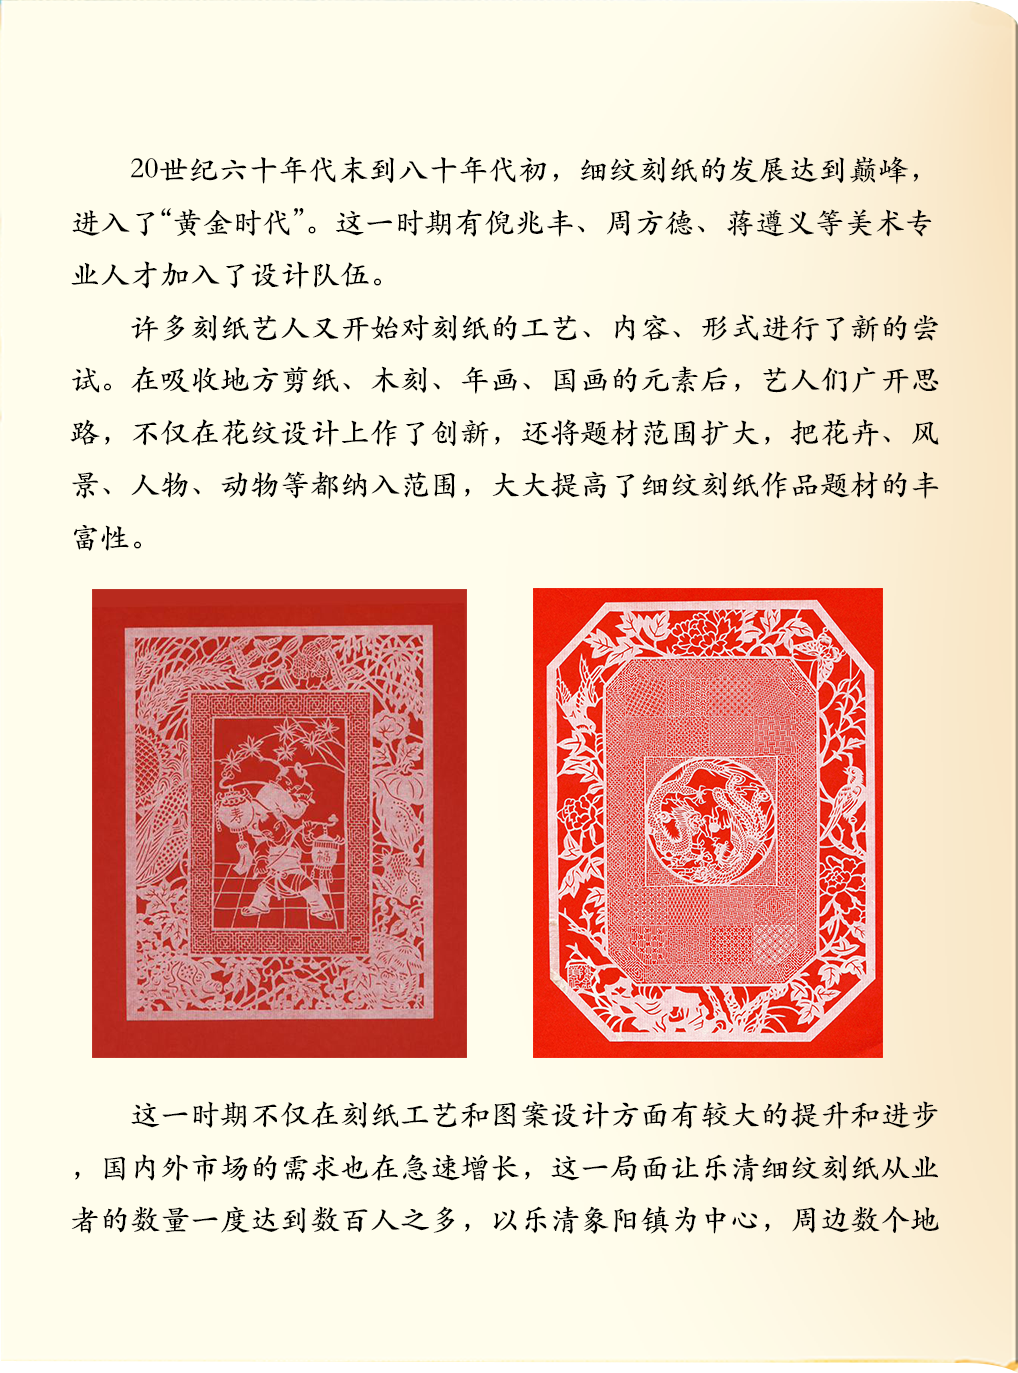 20世纪六十年代末到八十年代初，细纹刻纸的发展达到巅峰，
进入了“黄金时代”。这一时期有倪兆丰、周方德、蒋遵义等美术专
业人才加入了设计队伍。
许多刻纸艺人又开始对刻纸的工艺、内容、形式进行了新的尝
试。在吸收地方剪纸、木刻、年画、国画的元素后，艺人们广开思
路，不仅在花纹设计上作了创新，还将题材范围扩大，把花卉、风
景、人物、动物等都纳入范围，大大提高了细纹刻纸作品题材的丰
富性。
福
这一时期不仅在刻纸工艺和图案设计方面有较大的提升和进步
，国内外市场的需求也在急速增长，这一局面让乐清细纹刻纸从业
者的数量一度达到数百人之多，以乐清象阳镇为中心，周边数个地